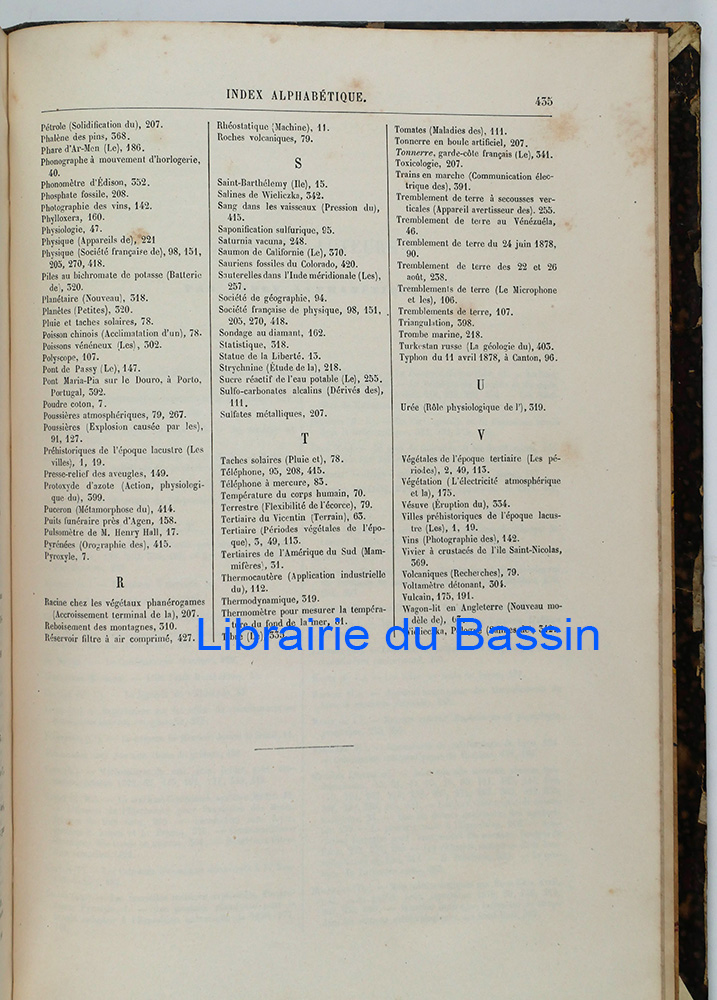 INDEX ALPHABÉTIQUE.
435
Pétrole (Solidification du), 207.
Phalène des pins, 368.
Phare d'Ar-Men (Le), 186.
Phonographe à mouvement d'horlogerie,
40.
Phonomètre d'Édison, 352.
Phosphate fossile, 208.
Photographie des vins, 142.
Phylloxera, 160.
Physiologie, 47.
Physique (Appareils de), 221
Physique (Société française de), 98, 151,
205, 270, 418.
Piles au bichromate de potasse (Batterie
de), 320.
Planétaire (Nouveau), 318.
Planètes (Petites), 320.
Pluie et taches solaires, 78.
Poisson chinois (Acclimatation d'un), 78.
Poissons vénéneux (Les), 302.
Polyscope, 107.
Pont de Passy (Le), 147.
Pont Maria-Pia sur le Douro, à Porto,
Portugal, 392.
Poudre coton, 7.
Poussières atmosphériques, 79, 267.
Poussières (Explosion causée par les),
91, 127.
Préhistoriques de l'époque lacustre (Les
villes), 1, 19.
Presse-relief des aveugles, 149.
Protoxyde d'azote (Action, physiologi-
que du), 399.
Puceron (Métamorphose du), 414.
Puits funéraire près d'Agen, 158.
Pulsomètre de M. Henry Hall, 17.
Pyrénées (Orographie des), 415.
Pyroxyle, 7.
R
Racine chez les végétaux phanérogames
(Accroissement terminal de la), 207.
Reboisement des montagnes, 310.
Réservoir filtre à air comprimé, 427.
Rhéostatique (Machine), 11.
Roches volcaniques, 79.
S
Saint-Barthélemy (Ile), 15.
Salines de Wieliczka, 342.
Sang dans les vaisseaux (Pression du),
415.
Saponification sulfurique, 95.
Saturnia vacuna, 248.
Saumon de Californie (Le), 370.
Sauriens fossiles du Colorado, 420.
Sauterelles dans l'Inde méridionale (Les),
257.
Société de géographie, 94.
Société française de physique, 98, 151,
205, 270, 418.
Sondage au diamant, 162.
Statistique, 318.
Statue de la Liberté. 15.
Strychnine (Étude de la), 218.
Sucre réactif de l'eau potable (Le), 255.
Sulfo-carbonates alcalins (Dérivés des),
111.
Sulfates métalliques, 207.
T
Taches solaires (Pluie et), 78.
Téléphone, 95, 208, 415.
Téléphone à mercure, 83.
Température du corps humain, 70.
Terrestre (Flexibilité de l'écorce), 79.
Tertiaire du Vicentin (Terrain), 63.
Tertiaire (Périodes végétales de l'épo-
que), 3, 49, 113.
Tertiaires de l'Amérique du Sud (Mam-
mifères), 31.
Thermocautère (Application industrielle
du), 112.
Thermodynamique, 319.
Thermomètre pour mesurer la tempéra-
ture du fond de la mer, 81.
Tomates (Maladies des), 111.
Tonnerre en boule artificiel, 207.
Tonnerre, garde-côte français (Le), 341.
Toxicologie, 207.
Trains en marche (Communication élec-
trique des), 391.
Tremblement de terre à secousses ver-
ticales (Appareil avertisseur des). 255.
Tremblement de terre au Vénézuéla,
46.
Tremblement de terre du 24 juin 1878,
90.
Tremblement de terre des 22 et 26
août, 238.
Tremblements de terre (Le Microphone
et les), 106.
Tremblements de terre, 107.
Triangulation, 398.
Trombe marine, 218.
Turkestan russe (La géologie du), 403.
Typhon du 11 avril 1878, à Canton, 96.
U
Urée (Rôle physiologique de l'), 319.
V
Végétales de l'époque tertiaire (Les pé-
riodes), 2, 49, 113.
Végétation (L'électricité atmosphérique
et la), 175.
Vésuve (Éruption du), 334.
Villes préhistoriques de l'époque lacus-
tre (Les), 1, 19.
Vins (Photographie des), 142.
Vivier à crustacés de l'île Saint-Nicolas,
369.
Volcaniques (Recherches), 79.
Voltamètre détonant, 304.
Vulcain, 175, 191.
Wagon-lit en Angleterre (Nouveau mo-
dèle de),
Librairie du Bassin